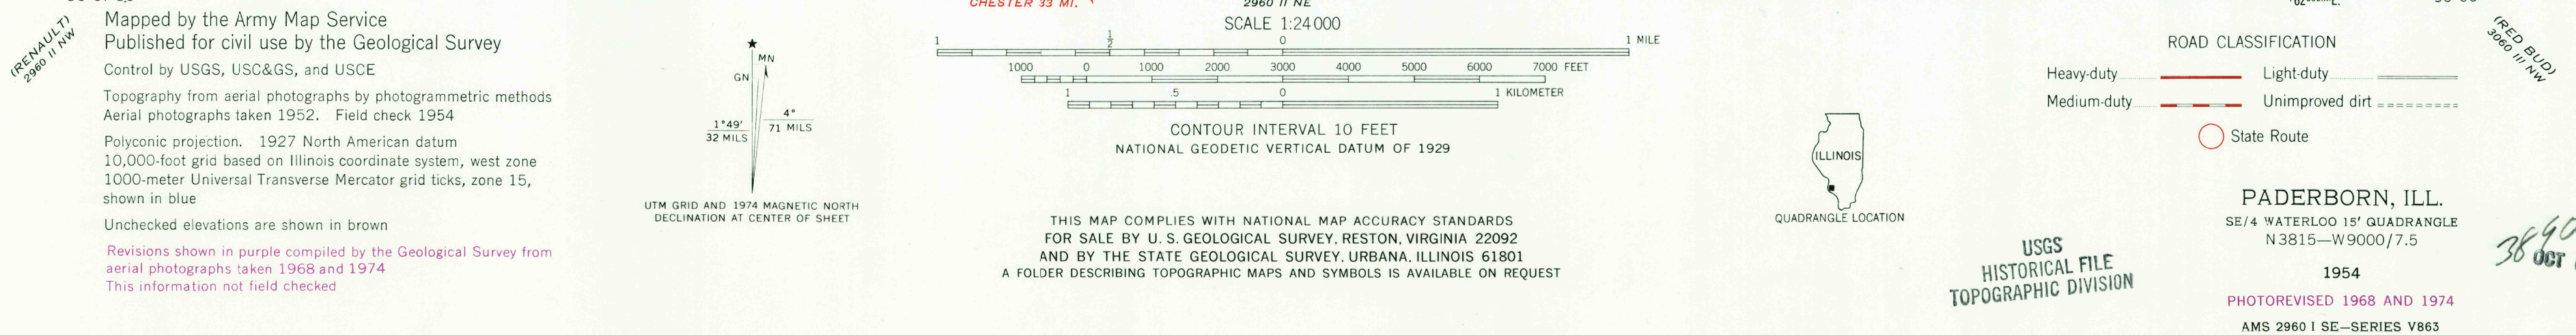 (RENAULT)
2960 II NW
Mapped by the Army Map Service
Published for civil use by the Geological Survey
Control by USGS, USC&GS, and USCE
Topography from aerial photographs by photogrammetric methods
Aerial photographs taken 1952. Field check 1954
Polyconic projection. 1927 North American datum
10,000-foot grid based on Illinois coordinate system, west zone
1000-meter Universal Transverse Mercator grid ticks, zone 15,
shown in blue
Unchecked elevations are shown in brown
Revisions shown in purple compiled by the Geological Survey from
aerial photographs taken 1968 and 1974
This information not field checked
★
MN
GN
1°49'
32 MILS
4°
71 MILS
UTM GRID AND 1974 MAGNETIC NORTH
DECLINATION AT CENTER OF SHEET
CHESTER 33 MI.
2960 II NE
SCALE 1:24 000
1 ½ 0 1 MILE
1000 0 1000 2000 3000 4000 5000 6000 7000 FEET
1 .5 0 1 KILOMETER
CONTOUR INTERVAL 10 FEET
NATIONAL GEODETIC VERTICAL DATUM OF 1929
THIS MAP COMPLIES WITH NATIONAL MAP ACCURACY STANDARDS
FOR SALE BY U. S. GEOLOGICAL SURVEY, RESTON, VIRGINIA 22092
AND BY THE STATE GEOLOGICAL SURVEY, URBANA, ILLINOIS 61801
A FOLDER DESCRIBING TOPOGRAPHIC MAPS AND SYMBOLS IS AVAILABLE ON REQUEST
ILLINOIS
QUADRANGLE LOCATION
ROAD CLASSIFICATION
Heavy-duty Light-duty
Medium-duty Unimproved dirt
State Route
(RED BUD)
3060 III NW
USGS
HISTORICAL FILE
TOPOGRAPHIC DIVISION
PADERBORN, ILL.
SE/4 WATERLOO 15' QUADRANGLE
N3815—W9000/7.5
1954
PHOTOREVISED 1968 AND 1974
AMS 2960 I SE—SERIES V863
OCT